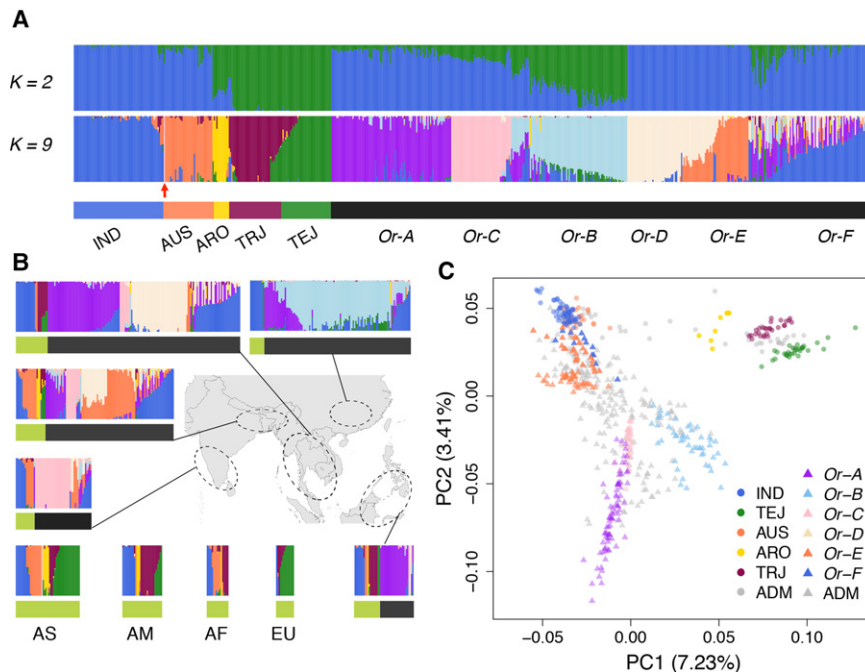 A
K = 2
K = 9
IND AUS ARO TRJ TEJ Or-A Or-C Or-B Or-D Or-E Or-F
B
AS AM AF EU
C
0.05
0.00
-0.05
-0.10
PC2 (3.41%)
IND
TEJ
AUS
ARO
TRJ
ADM
Or-A
Or-B
Or-C
Or-D
Or-E
Or-F
ADM
-0.05 0.00 0.05 0.10
PC1 (7.23%)